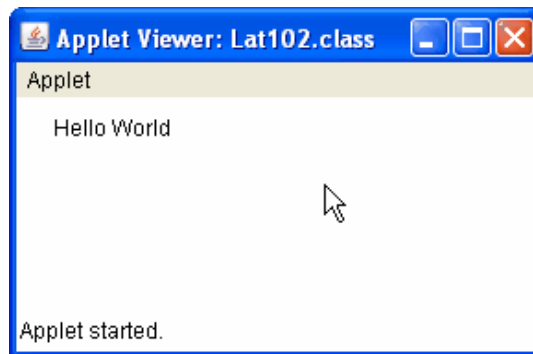 Applet Viewer: Lat102.class
Applet
Hello World
Applet started.